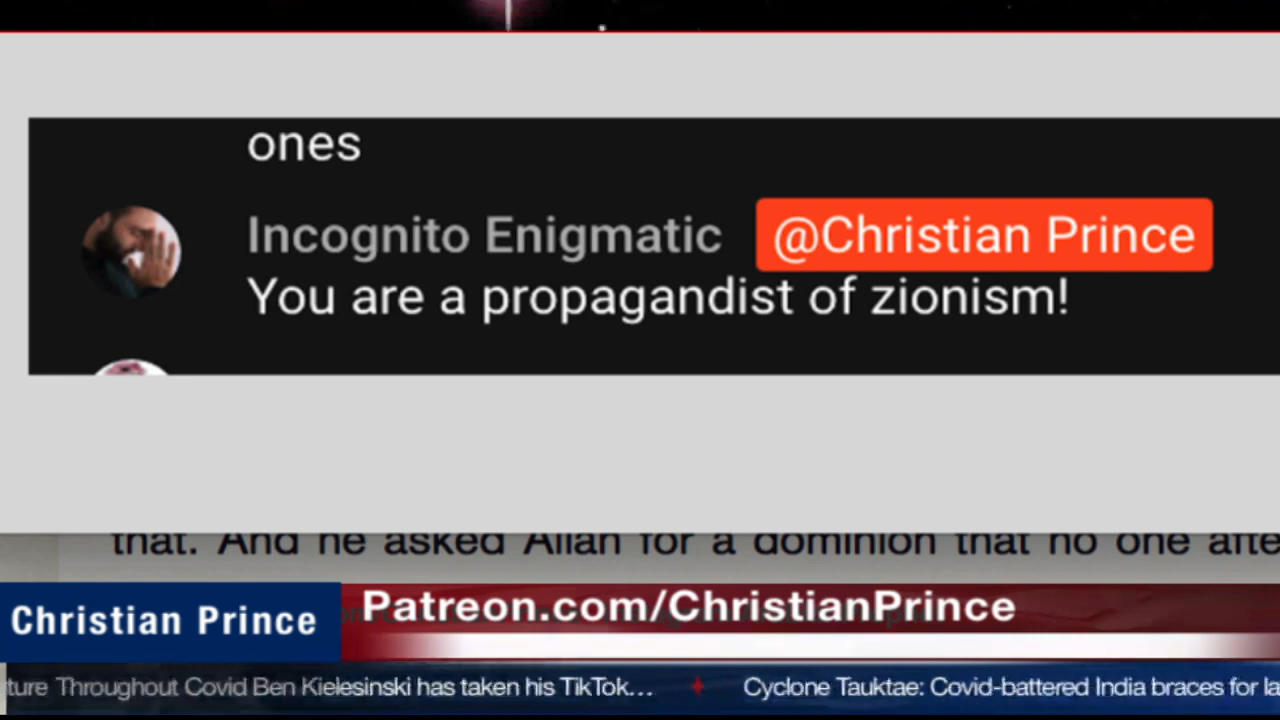 ones
Incognito Enigmatic @Christian Prince
You are a propagandist of zionism!
that. And he asked Allah for a dominion that no one afte
Christian Prince
Patreon.com/ChristianPrince
ture Throughout Covid Ben Kielesinski has taken his TikTok... Cyclone Tauktae: Covid-battered India braces for la